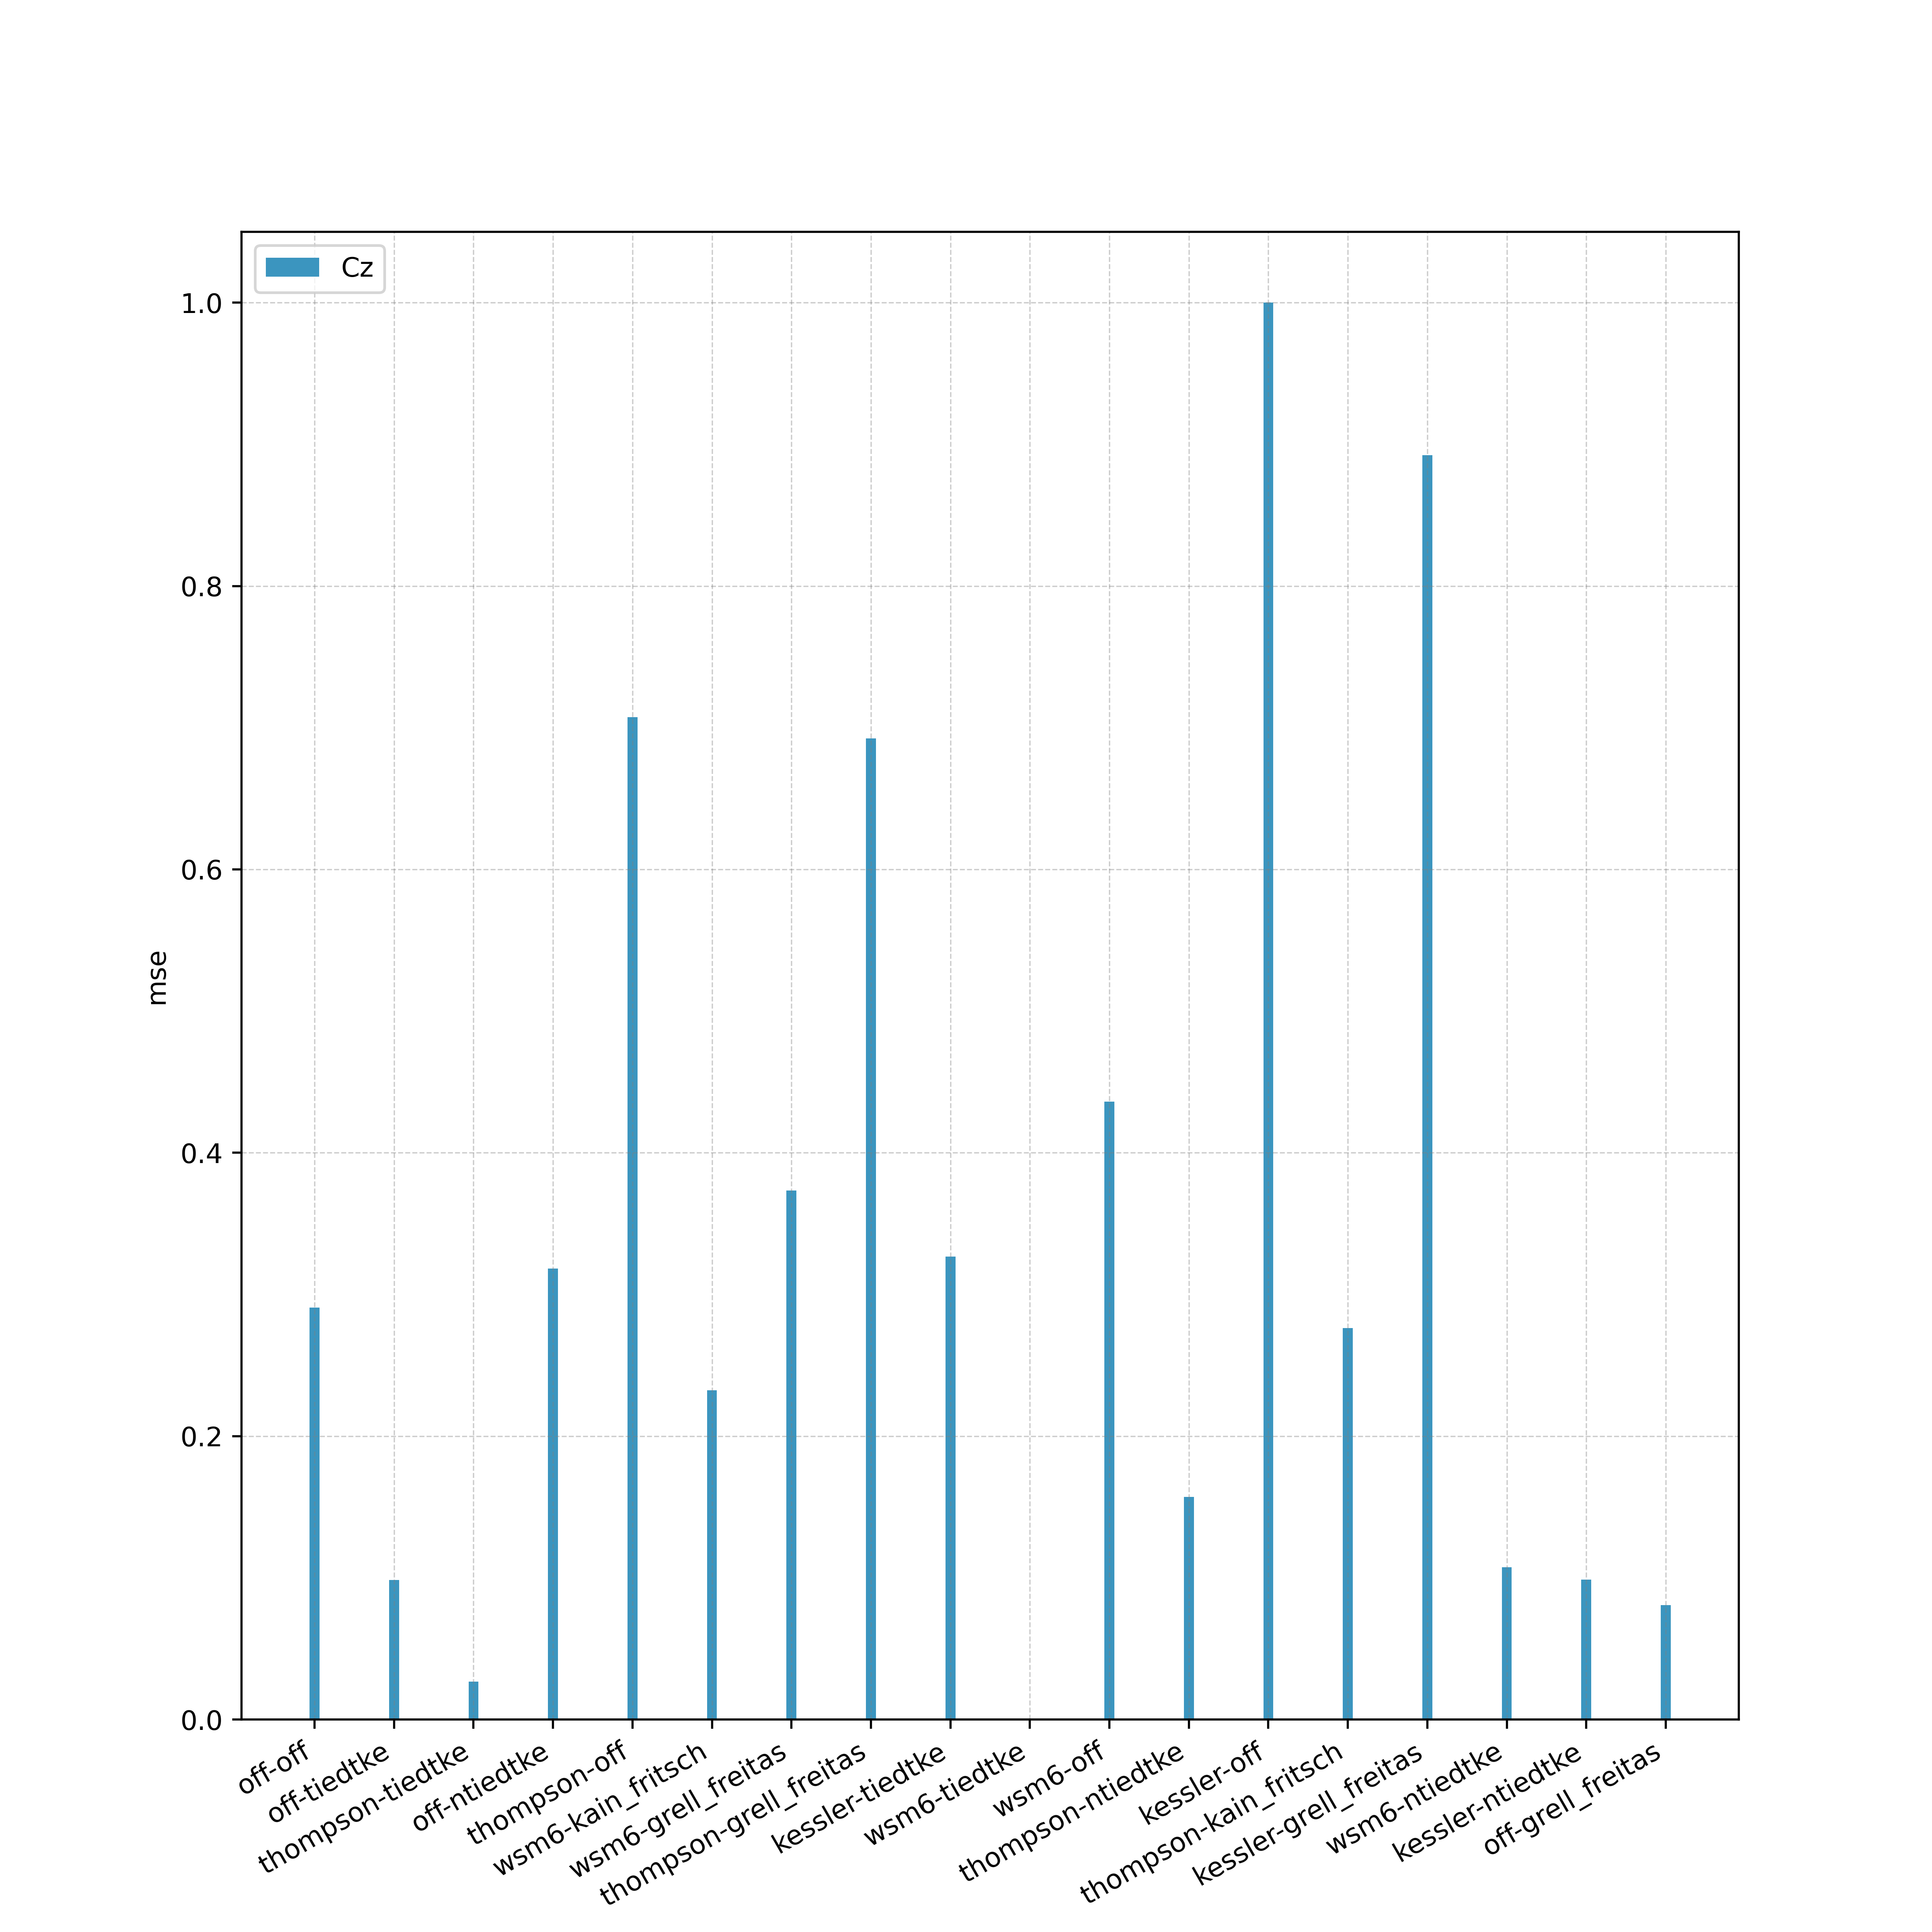 Cz
1.0
0.8
0.6
0.4
0.2
0.0
mse
off-off
off-tiedtke
thompson-tiedtke
off-ntiedtke
thompson-off
wsm6-kain_fritsch
wsm6-grell_freitas
thompson-grell_freitas
kessler-tiedtke
wsm6-tiedtke
wsm6-off
thompson-ntiedtke
kessler-off
thompson-kain_fritsch
kessler-grell_freitas
wsm6-ntiedtke
kessler-ntiedtke
off-grell_freitas